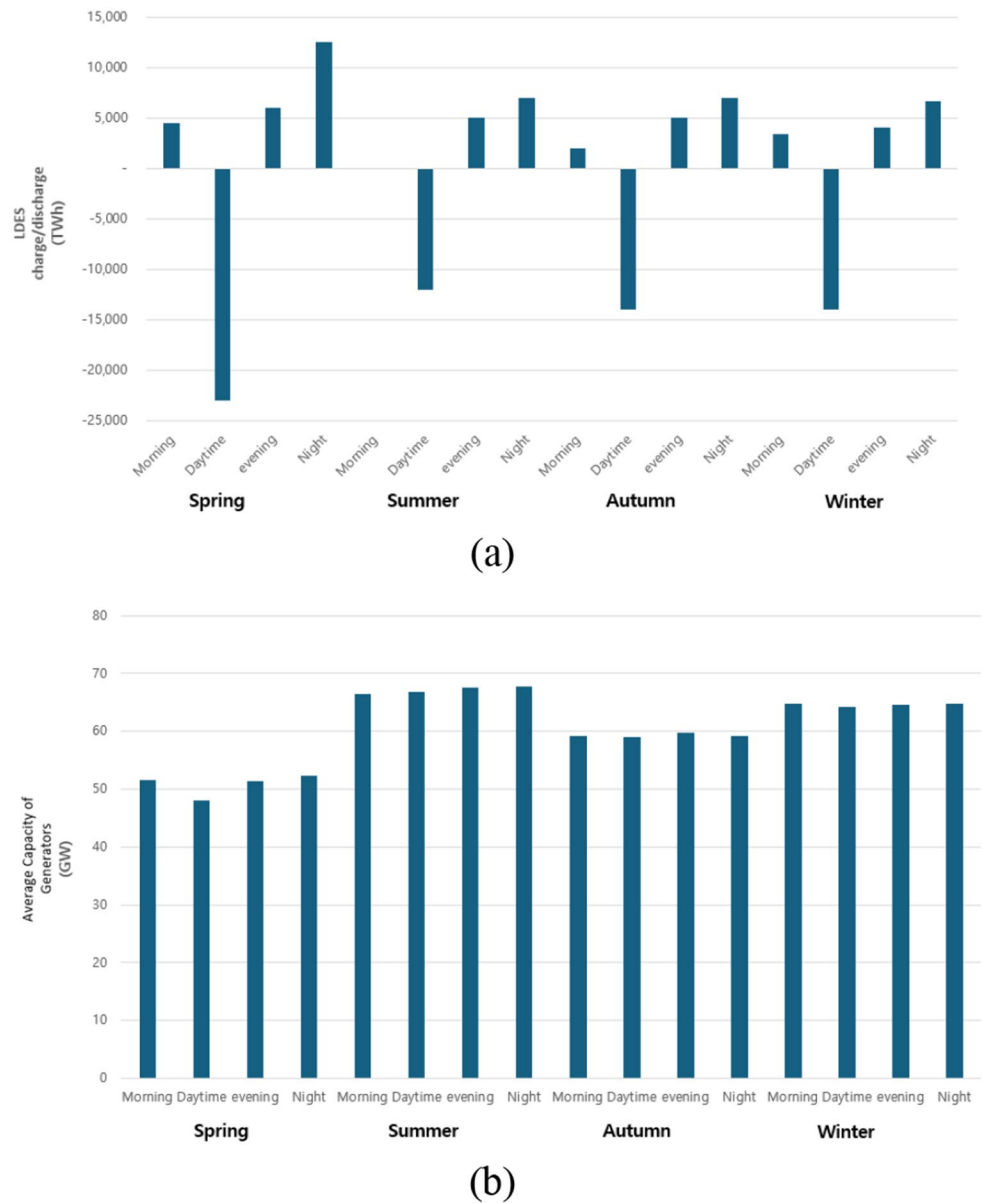 15,000
10,000
5,000
-
-5,000
-10,000
-15,000
-20,000
-25,000
LDES
charge/discharge
(TWh)
Morning Daytime evening Night Morning Daytime evening Night Morning Daytime evening Night Morning Daytime evening Night
Spring Summer Autumn Winter
(a)
80
70
60
50
40
30
20
10
0
Average Capacity of
Generators
(GW)
Morning Daytime evening Night Morning Daytime evening Night Morning Daytime evening Night Morning Daytime evening Night
Spring Summer Autumn Winter
(b)